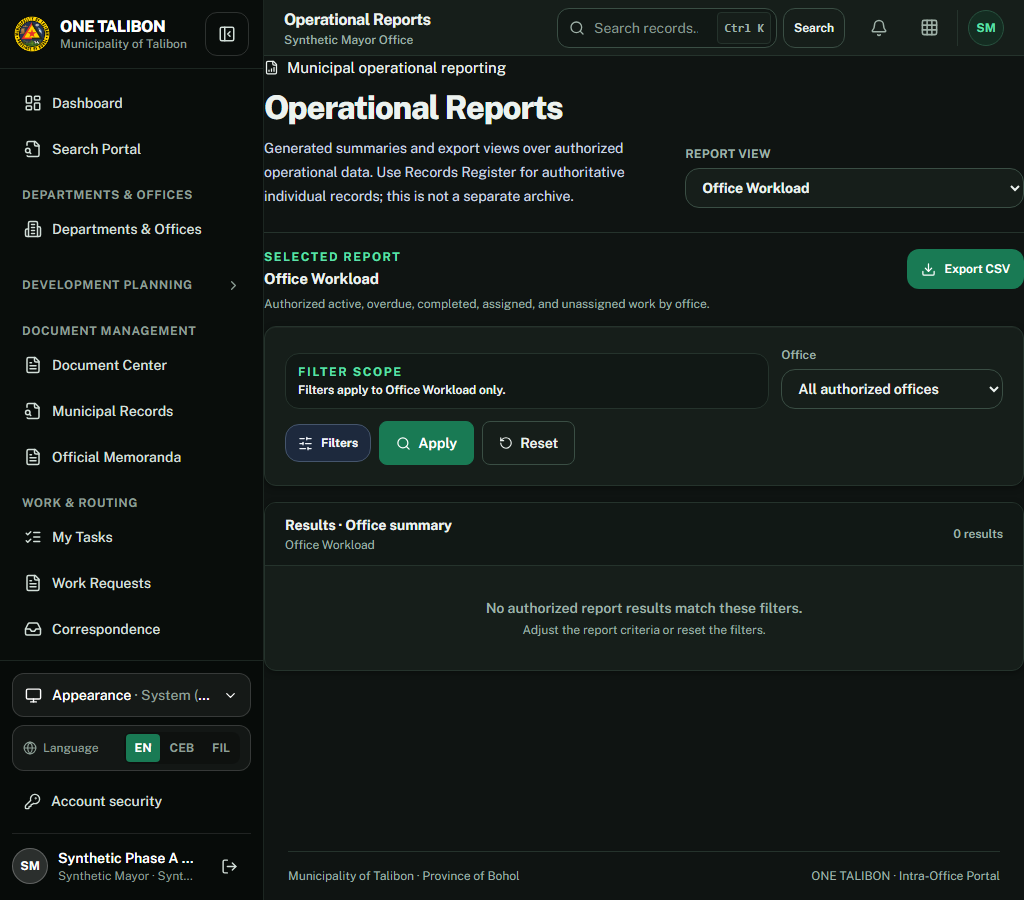 ONE TALIBON
Municipality of Talibon
Dashboard
Search Portal
DEPARTMENTS & OFFICES
Departments & Offices
DEVELOPMENT PLANNING
DOCUMENT MANAGEMENT
Document Center
Municipal Records
Official Memoranda
WORK & ROUTING
My Tasks
Work Requests
Correspondence
Appearance · System (...
Language EN CEB FIL
Account security
SM
Synthetic Phase A ...
Synthetic Mayor · Synt...
Operational Reports
Synthetic Mayor Office
Search records.. Ctrl K Search SM
Municipal operational reporting
Operational Reports
Generated summaries and export views over authorized
operational data. Use Records Register for authoritative
individual records; this is not a separate archive.
REPORT VIEW
Office Workload
SELECTED REPORT
Office Workload
Authorized active, overdue, completed, assigned, and unassigned work by office.
Export CSV
FILTER SCOPE
Filters apply to Office Workload only.
Office
All authorized offices
Filters Apply Reset
Results · Office summary
Office Workload
0 results
No authorized report results match these filters.
Adjust the report criteria or reset the filters.
Municipality of Talibon · Province of Bohol
ONE TALIBON · Intra-Office Portal